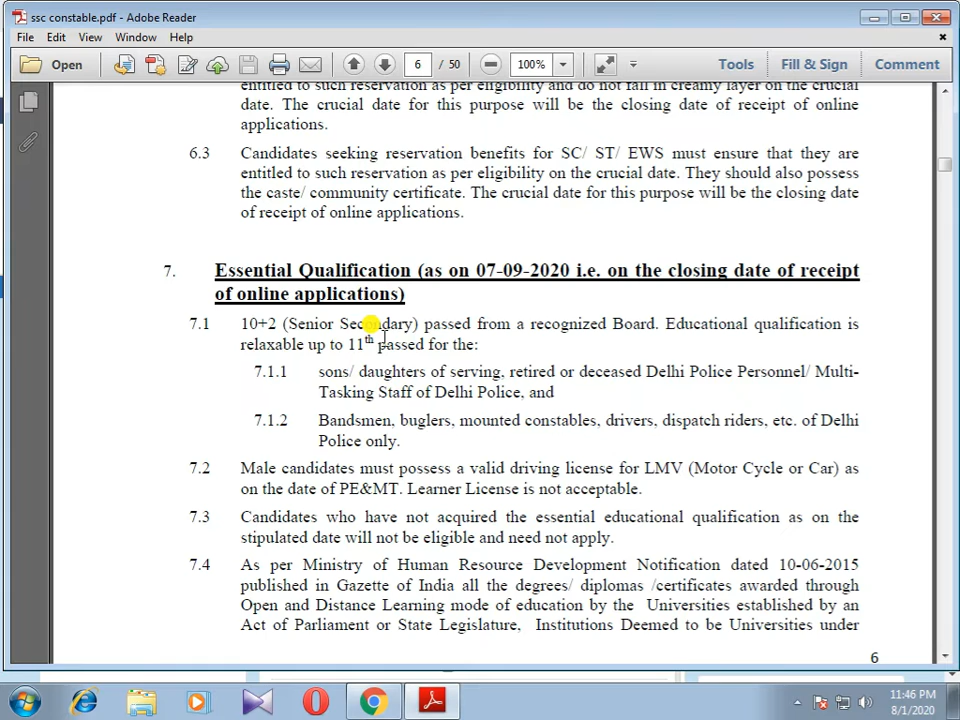 ssc constable.pdf - Adobe Reader
File Edit View Window Help
Open 6 / 50 100% Tools Fill & Sign Comment
entitled to such reservation as per eligibility and do not fall in creamy layer on the crucial
date. The crucial date for this purpose will be the closing date of receipt of online
applications.
6.3 Candidates seeking reservation benefits for SC/ ST/ EWS must ensure that they are
entitled to such reservation as per eligibility on the crucial date. They should also possess
the caste/ community certificate. The crucial date for this purpose will be the closing date
of receipt of online applications.
7. Essential Qualification (as on 07-09-2020 i.e. on the closing date of receipt
of online applications)
7.1 10+2 (Senior Secondary) passed from a recognized Board. Educational qualification is
relaxable up to 11th passed for the:
7.1.1 sons/ daughters of serving, retired or deceased Delhi Police Personnel/ Multi-
Tasking Staff of Delhi Police, and
7.1.2 Bandsmen, buglers, mounted constables, drivers, dispatch riders, etc. of Delhi
Police only.
7.2 Male candidates must possess a valid driving license for LMV (Motor Cycle or Car) as
on the date of PE&MT. Learner License is not acceptable.
7.3 Candidates who have not acquired the essential educational qualification as on the
stipulated date will not be eligible and need not apply.
7.4 As per Ministry of Human Resource Development Notification dated 10-06-2015
published in Gazette of India all the degrees/ diplomas /certificates awarded through
Open and Distance Learning mode of education by the Universities established by an
Act of Parliament or State Legislature, Institutions Deemed to be Universities under
6
11:46 PM
8/1/2020